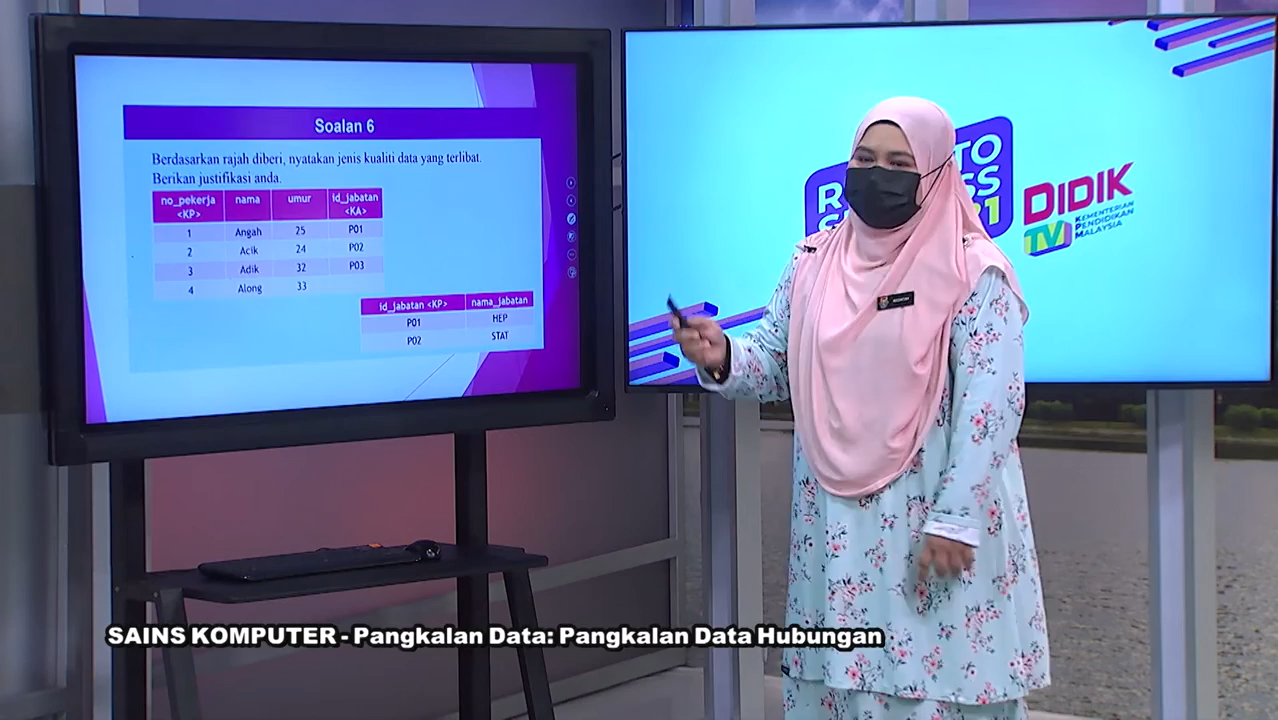 Soalan 6
Berdasarkan rajah diberi, nyatakan jenis kualiti data yang terlibat.
Berikan justifikasi anda.
no_pekerja <KP> nama umur id_jabatan <KA>
1 Angah 25 P01
2 Acik 24 P02
3 Adik 32 P03
4 Along 33
id_jabatan <KP> nama_jabatan
P01 HEP
P02 STAT
DIDIK
TV
KEMENTERIAN
PENDIDIKAN
MALAYSIA
SAINS KOMPUTER - Pangkalan Data: Pangkalan Data Hubungan